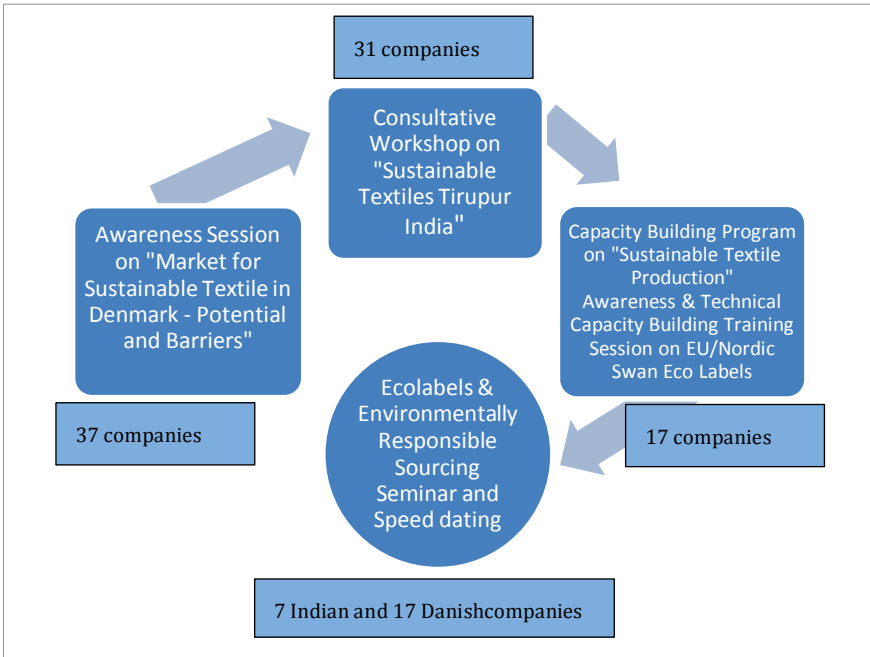 31 companies
Consultative
Workshop on
"Sustainable
Textiles Tirupur
India"
Awareness Session
on "Market for
Sustainable Textile in
Denmark - Potential
and Barriers"
37 companies
Capacity Building Program
on "Sustainable Textile
Production"
Awareness & Technical
Capacity Building Training
Session on EU/Nordic
Swan Eco Labels
17 companies
Ecolabels &
Environmentally
Responsible
Sourcing
Seminar and
Speed dating
7 Indian and 17 Danishcompanies